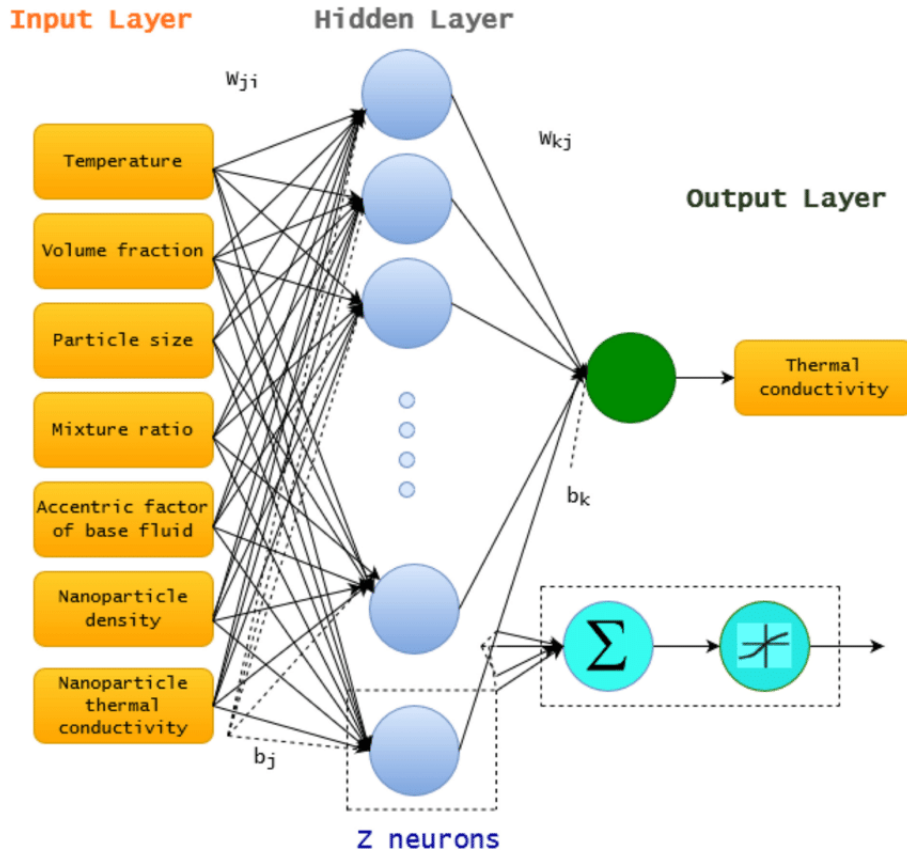 Input Layer
Hidden Layer
Wji
Wkj
Temperature
Output Layer
Volume fraction
Particle size
Thermal
conductivity
Mixture ratio
Accentric factor
of base fluid
bk
Nanoparticle
density
Σ
Nanoparticle
thermal
conductivity
bj
Z neurons